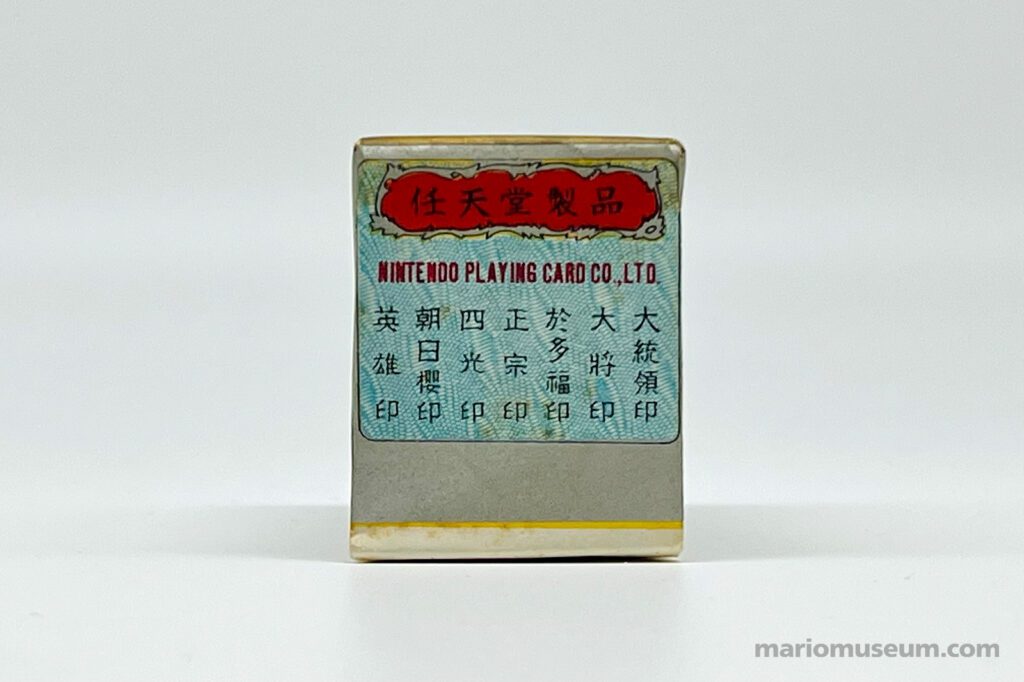 任天堂製品
NINTENDO PLAYING CARD CO.,LTD.
大統領印
大將印
於多福印
正宗印
四光印
朝日櫻印
英雄印
mariomuseum.com